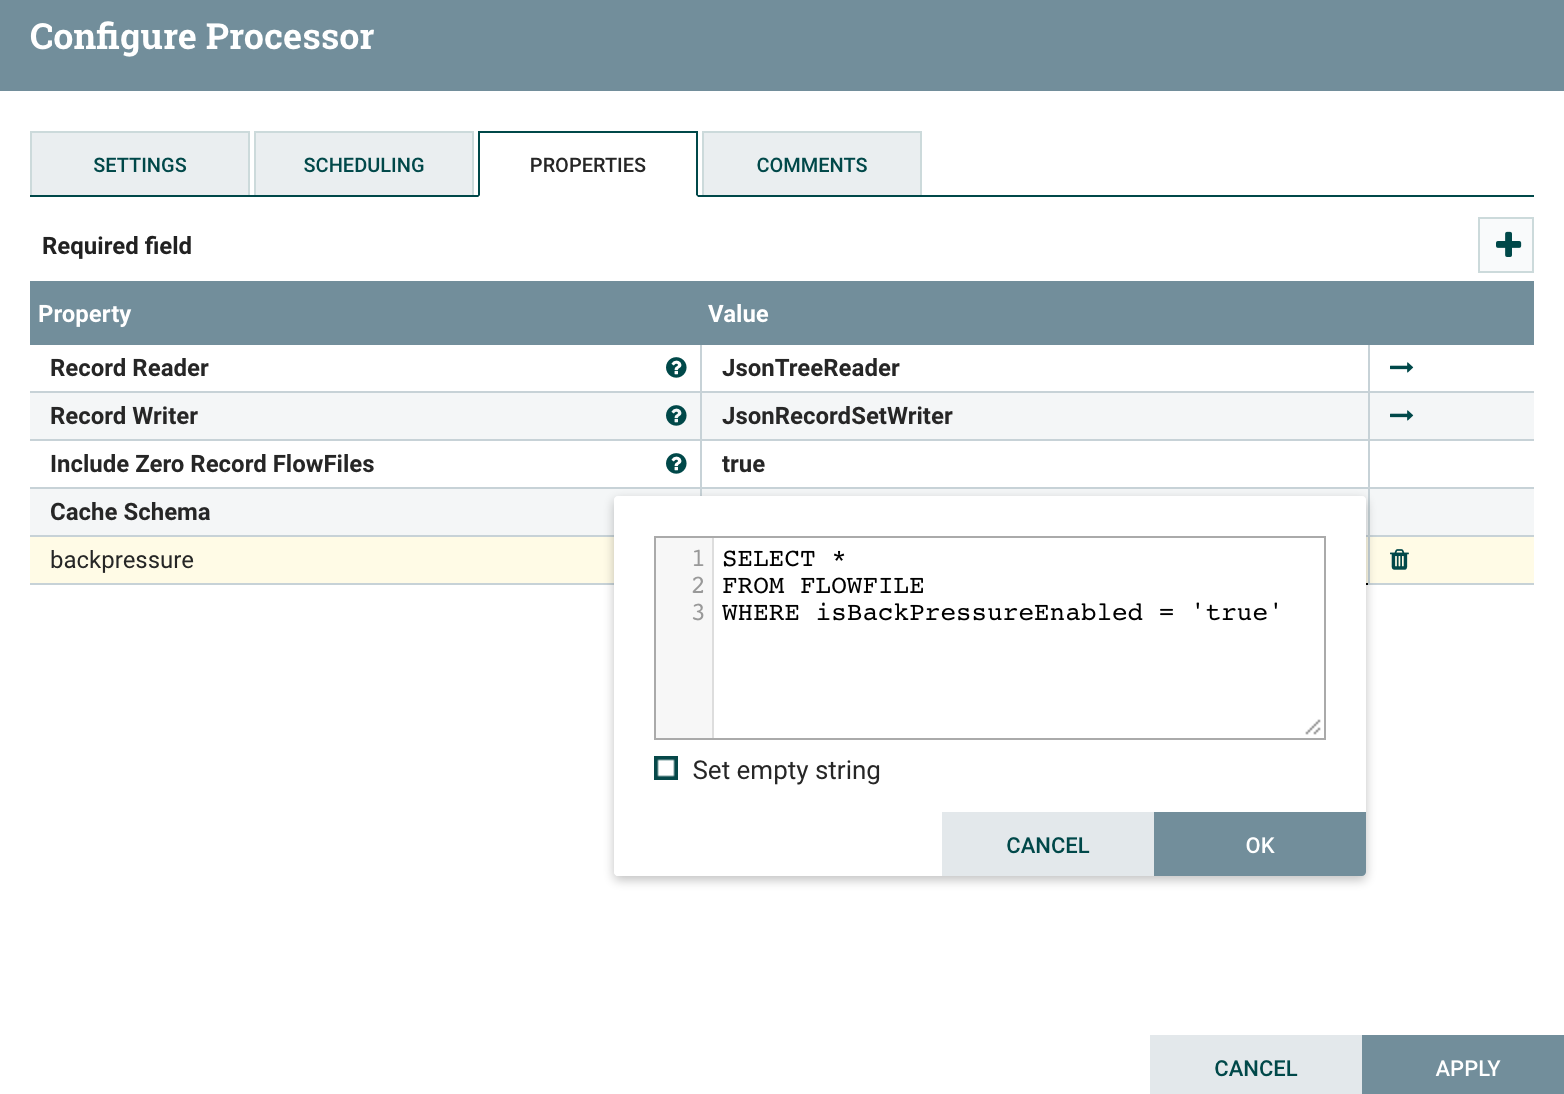 Configure Processor
SETTINGS SCHEDULING PROPERTIES COMMENTS
Required field
Property Value
Record Reader ? JsonTreeReader
Record Writer ? JsonRecordSetWriter
Include Zero Record FlowFiles ? true
Cache Schema
backpressure
1 SELECT *
2 FROM FLOWFILE
3 WHERE isBackPressureEnabled = 'true'
Set empty string
CANCEL OK
CANCEL APPLY